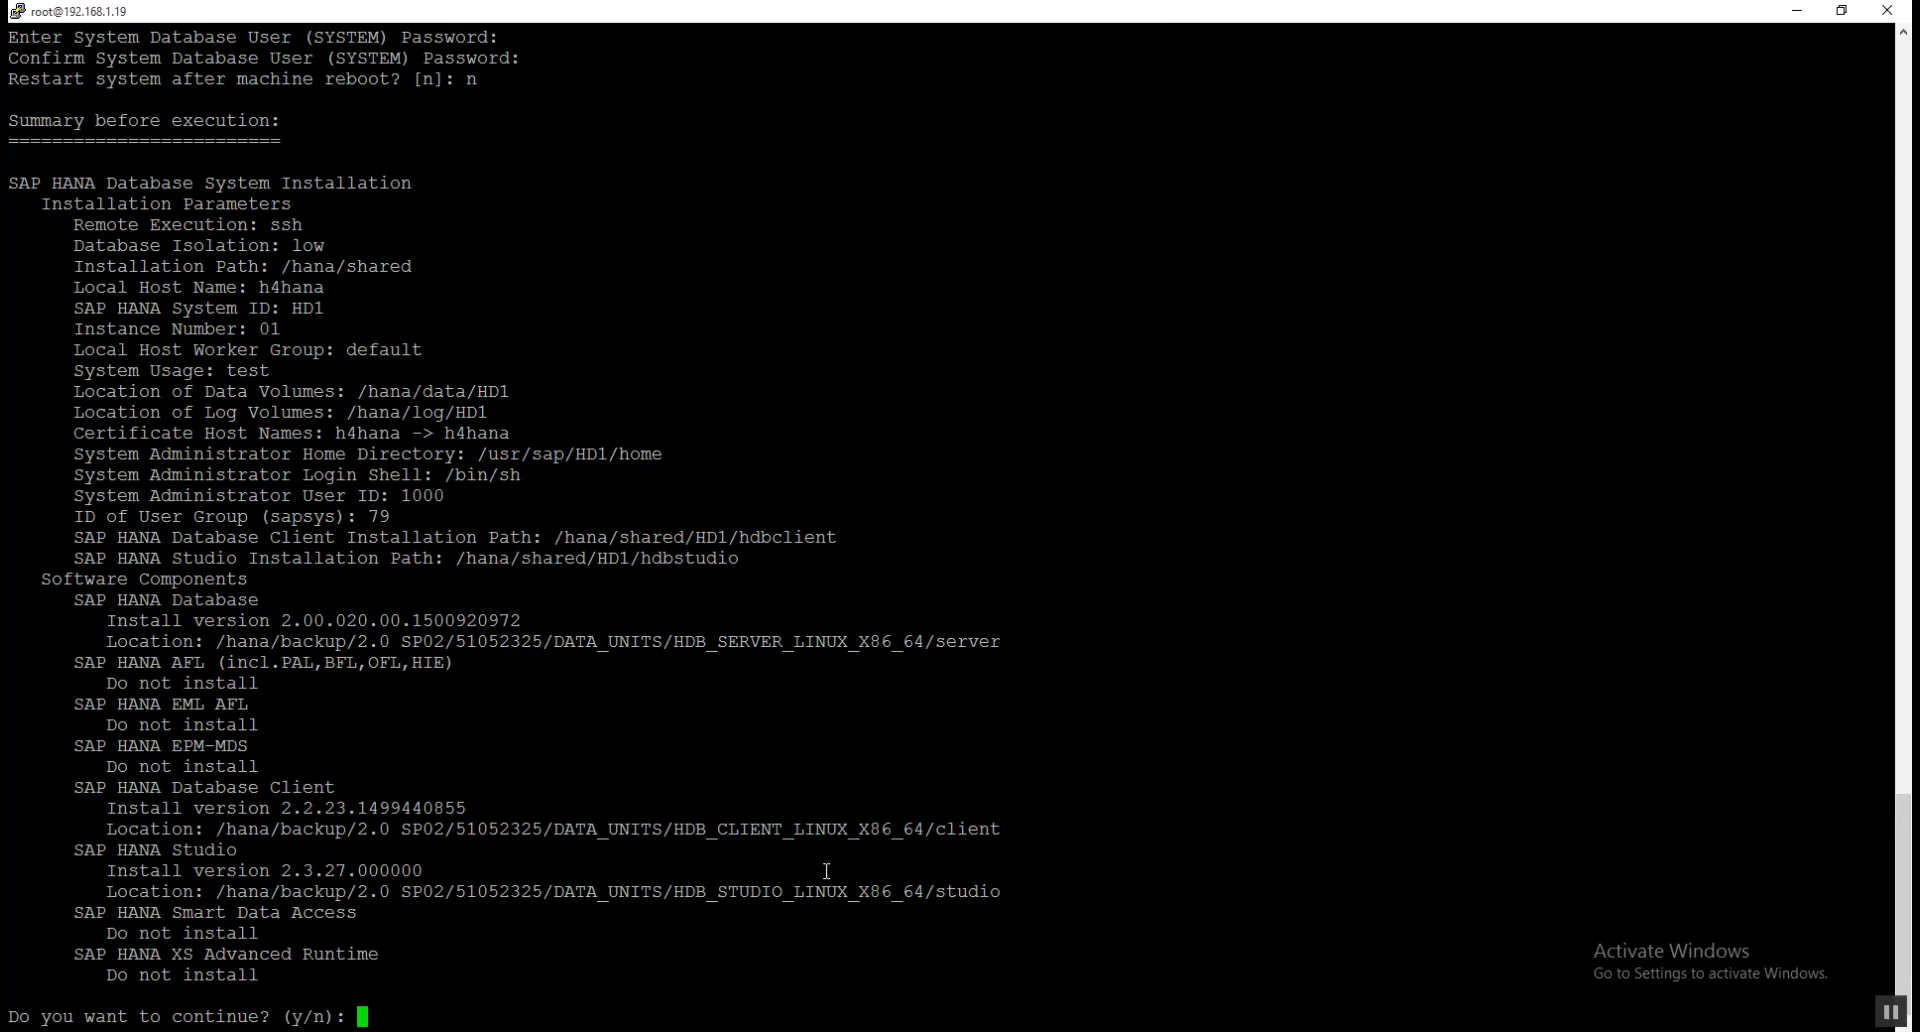 root@192.168.1.19
Enter System Database User (SYSTEM) Password:
Confirm System Database User (SYSTEM) Password:
Restart system after machine reboot? [n]: n
Summary before execution:
=========================
SAP HANA Database System Installation
Installation Parameters
Remote Execution: ssh
Database Isolation: low
Installation Path: /hana/shared
Local Host Name: h4hana
SAP HANA System ID: HD1
Instance Number: 01
Local Host Worker Group: default
System Usage: test
Location of Data Volumes: /hana/data/HD1
Location of Log Volumes: /hana/log/HD1
Certificate Host Names: h4hana -> h4hana
System Administrator Home Directory: /usr/sap/HD1/home
System Administrator Login Shell: /bin/sh
System Administrator User ID: 1000
ID of User Group (sapsys): 79
SAP HANA Database Client Installation Path: /hana/shared/HD1/hdbclient
SAP HANA Studio Installation Path: /hana/shared/HD1/hdbstudio
Software Components
SAP HANA Database
Install version 2.00.020.00.1500920972
Location: /hana/backup/2.0 SP02/51052325/DATA_UNITS/HDB_SERVER_LINUX_X86_64/server
SAP HANA AFL (incl.PAL,BFL,OFL,HIE)
Do not install
SAP HANA EML AFL
Do not install
SAP HANA EPM-MDS
Do not install
SAP HANA Database Client
Install version 2.2.23.1499440855
Location: /hana/backup/2.0 SP02/51052325/DATA_UNITS/HDB_CLIENT_LINUX_X86_64/client
SAP HANA Studio
Install version 2.3.27.000000
Location: /hana/backup/2.0 SP02/51052325/DATA_UNITS/HDB_STUDIO_LINUX_X86_64/studio
SAP HANA Smart Data Access
Do not install
SAP HANA XS Advanced Runtime
Do not install
Activate Windows
Go to Settings to activate Windows.
Do you want to continue? (y/n):